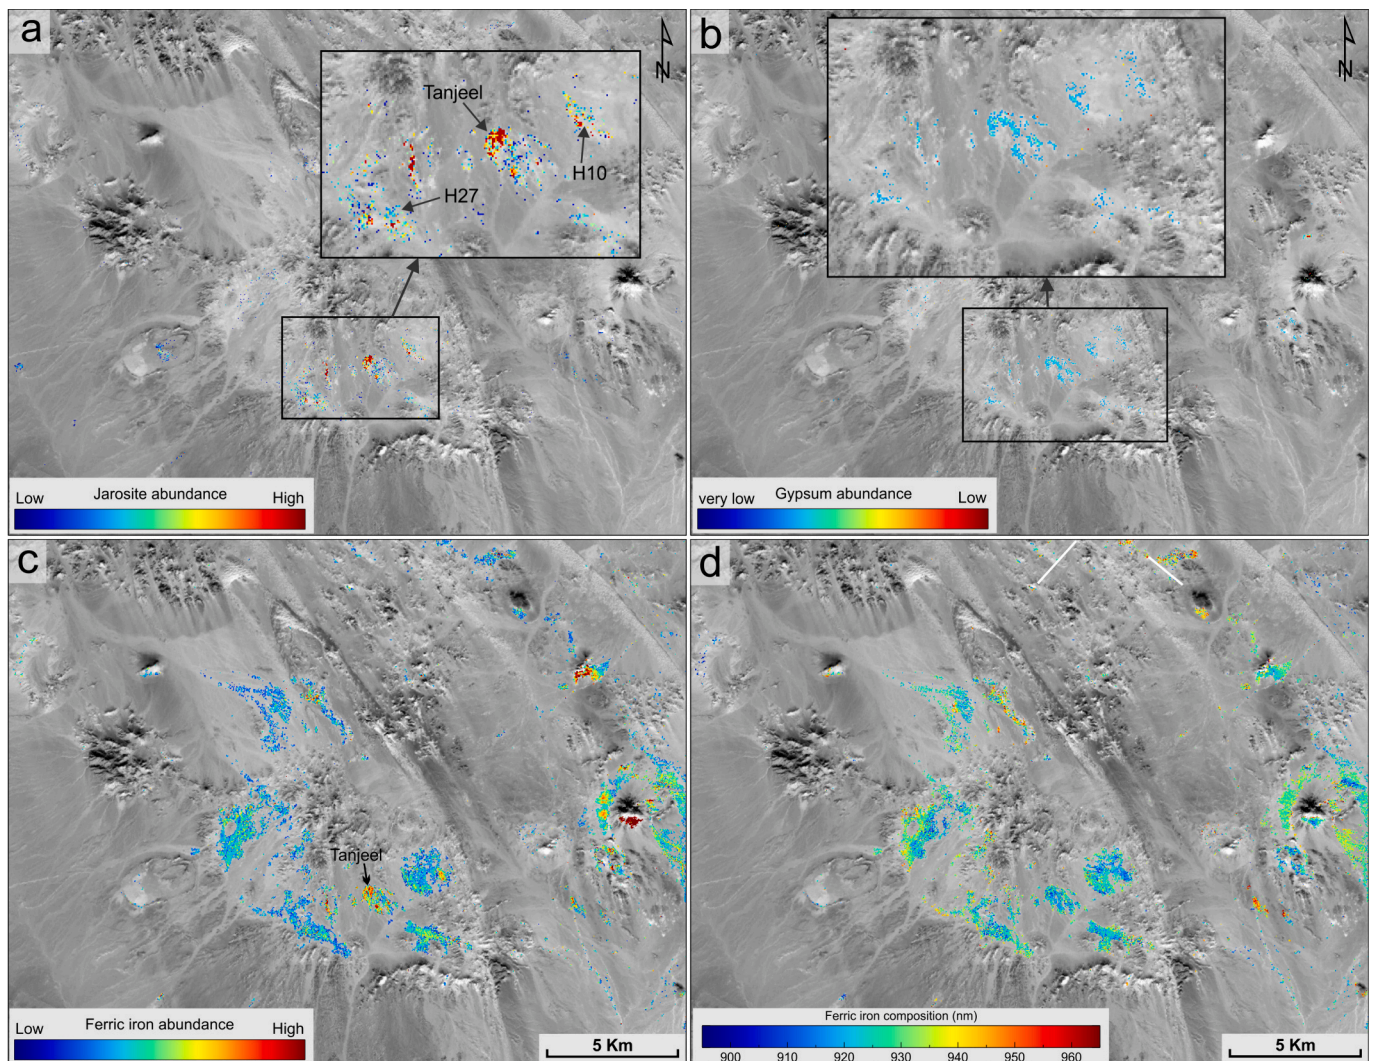 a
N
Tanjeel
H10
H27
Low
Jarosite abundance
High
b
N
very low
Gypsum abundance
Low
c
Tanjeel
Low
Ferric iron abundance
High
5 Km
d
Ferric iron composition (nm)
900 910 920 930 940 950 960
5 Km